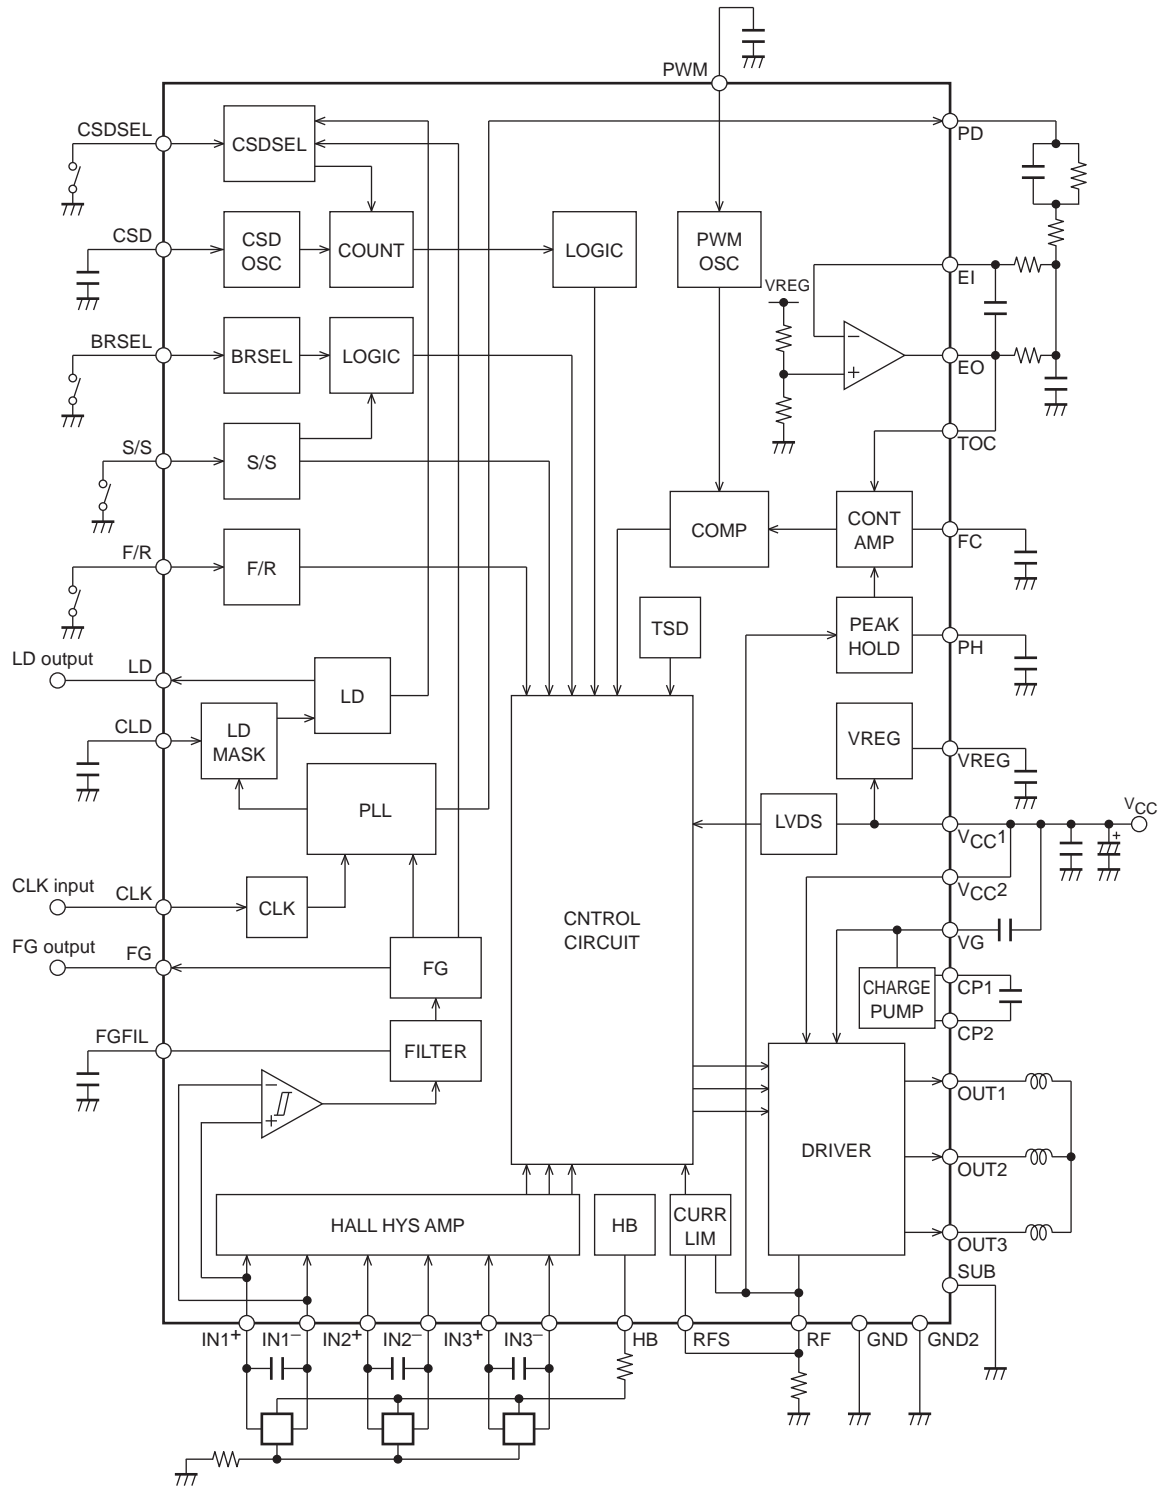 PWM
CSDSEL
CSDSEL
PD
CSD
CSD
OSC
COUNT
LOGIC
PWM
OSC
EI
VREG
BRSEL
BRSEL
LOGIC
−
+
EO
S/S
S/S
TOC
COMP
CONT
AMP
FC
F/R
F/R
TSD
PEAK
HOLD
PH
LD output
LD
LD
CLD
LD
MASK
VREG
VREG
PLL
LVDS
VCC1
VCC
+
VCC2
CLK input
CLK
CLK
CNTROL
CIRCUIT
VG
FG output
FG
FG
CHARGE
PUMP
CP1
CP2
FGFIL
FILTER
−
+
OUT1
DRIVER
OUT2
HALL HYS AMP
HB
CURR
LIM
OUT3
SUB
IN1+
IN1−
IN2+
IN2−
IN3+
IN3−
HB
RFS
RF
GND
GND2